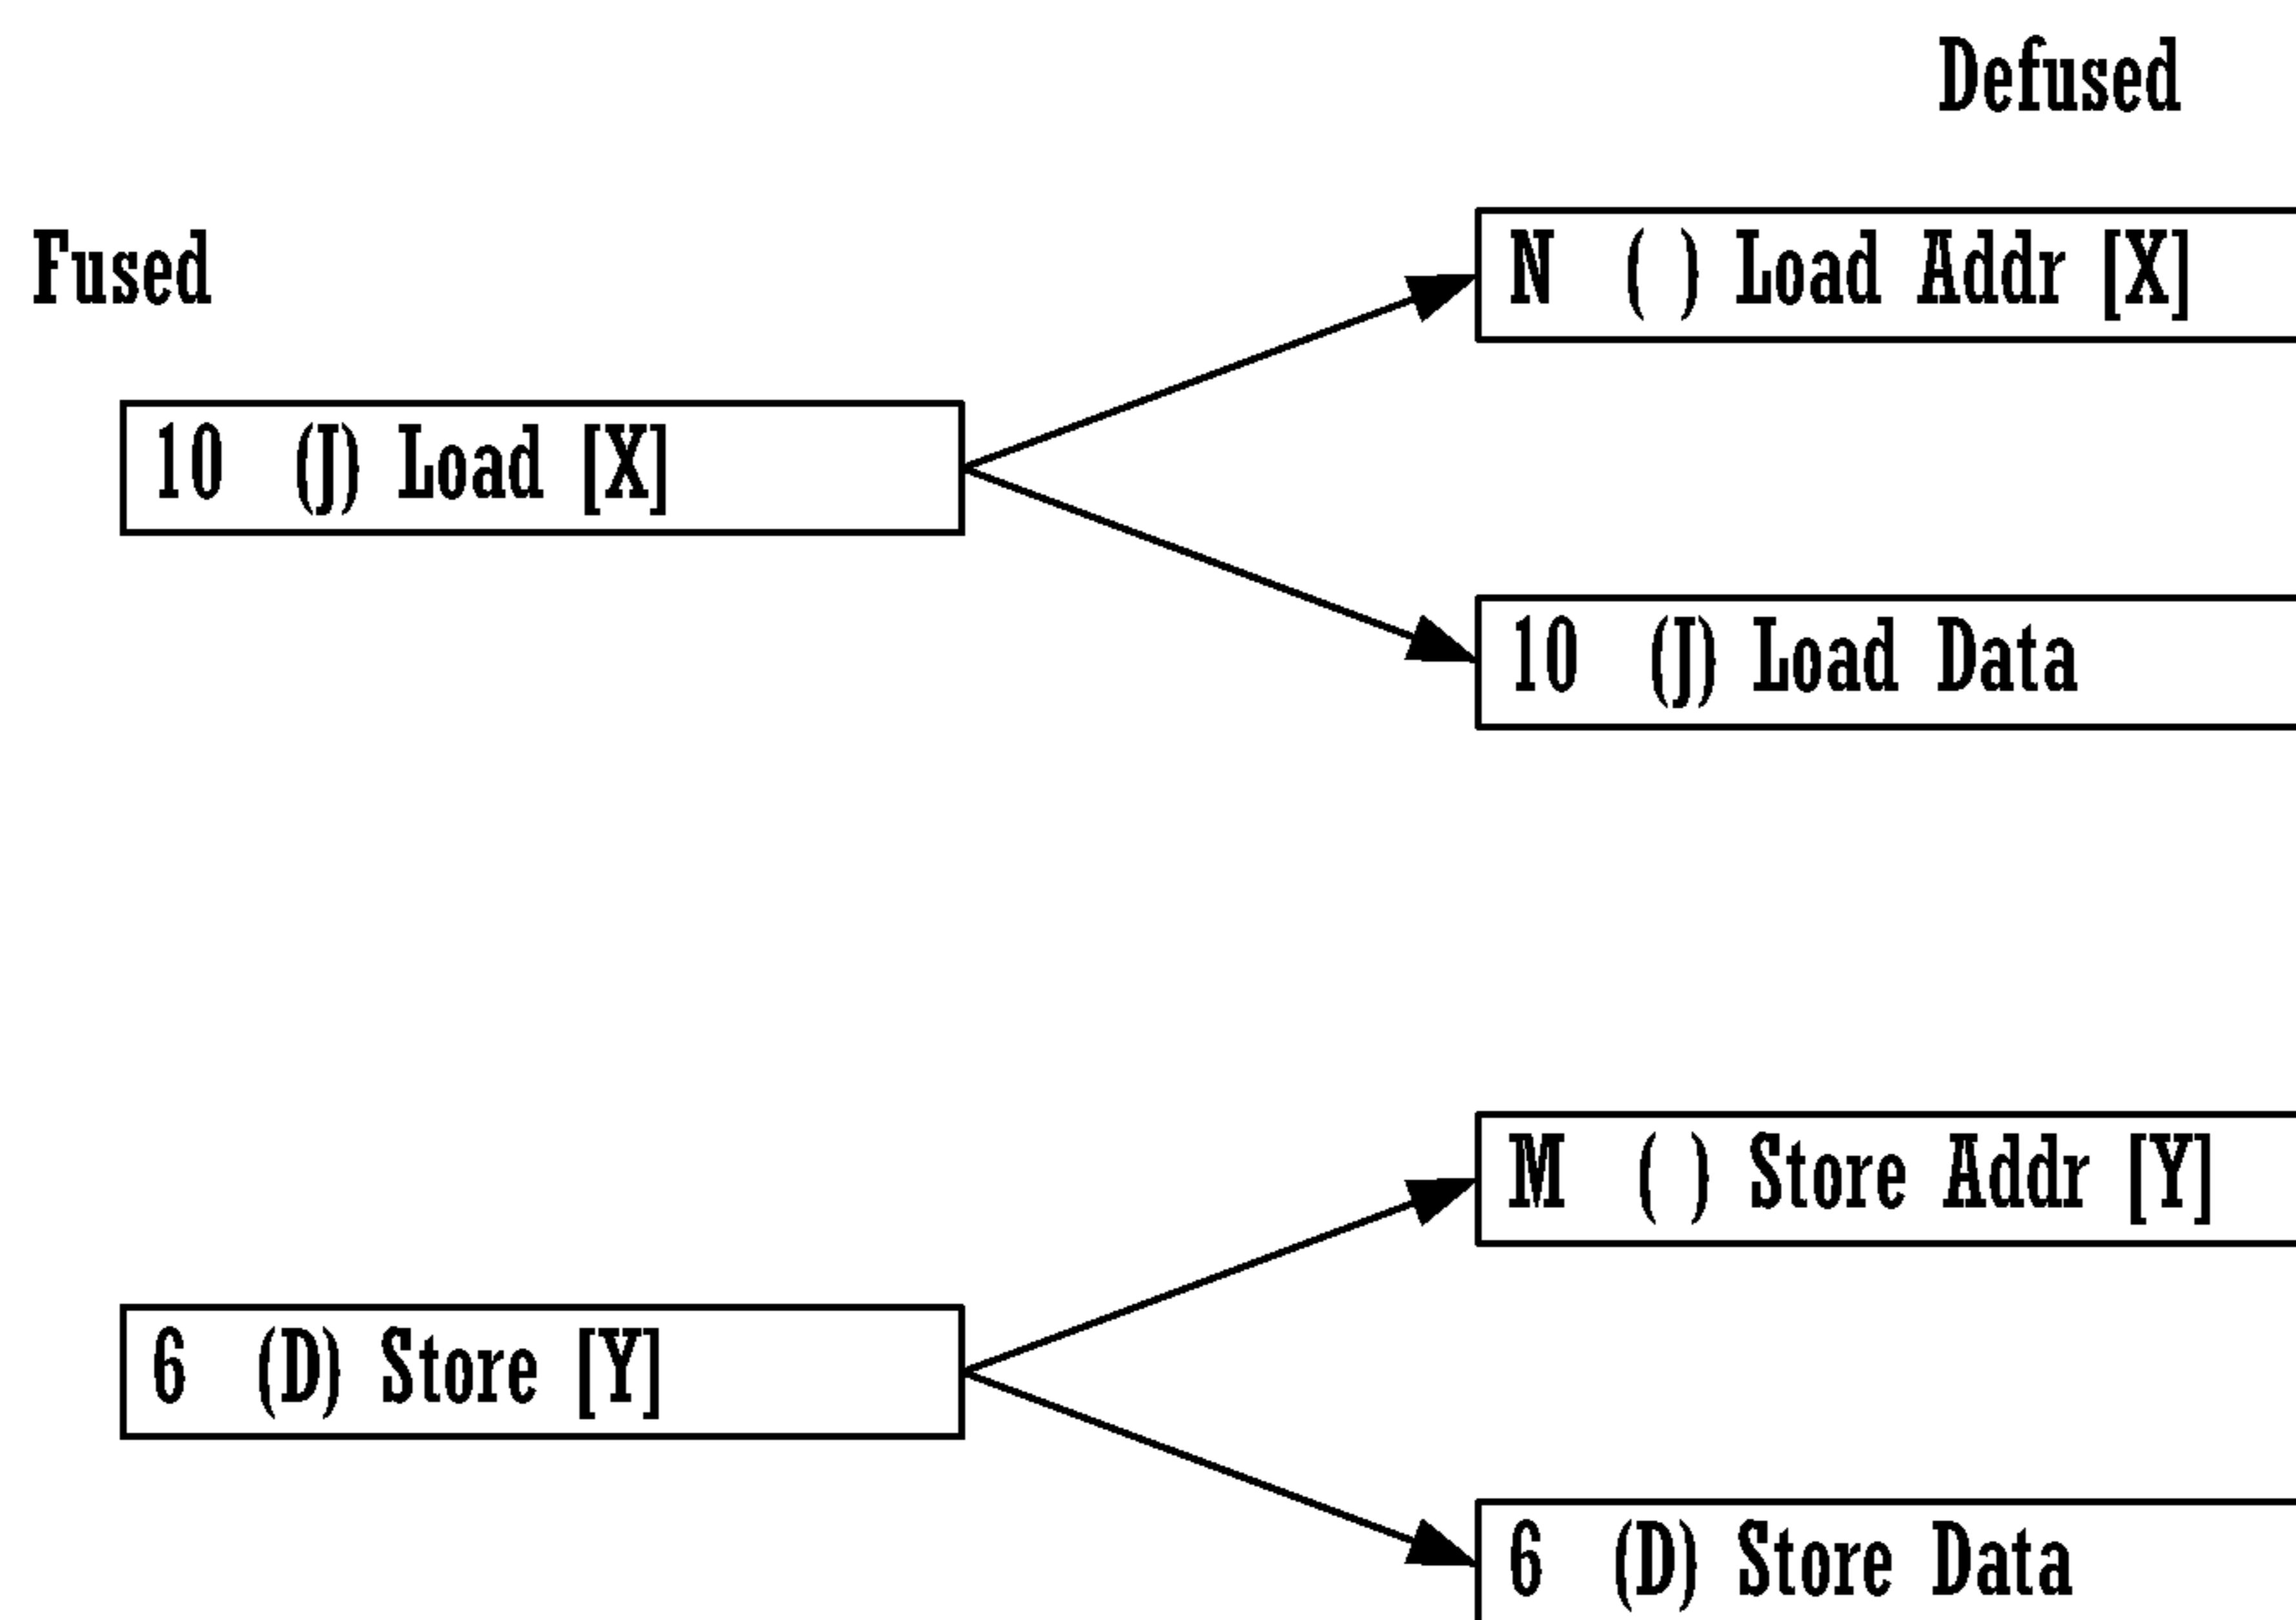 Defused
Fused
N ( ) Load Addr [X]
10 (J) Load [X]
10 (J) Load Data
M ( ) Store Addr [Y]
6 (D) Store [Y]
6 (D) Store Data